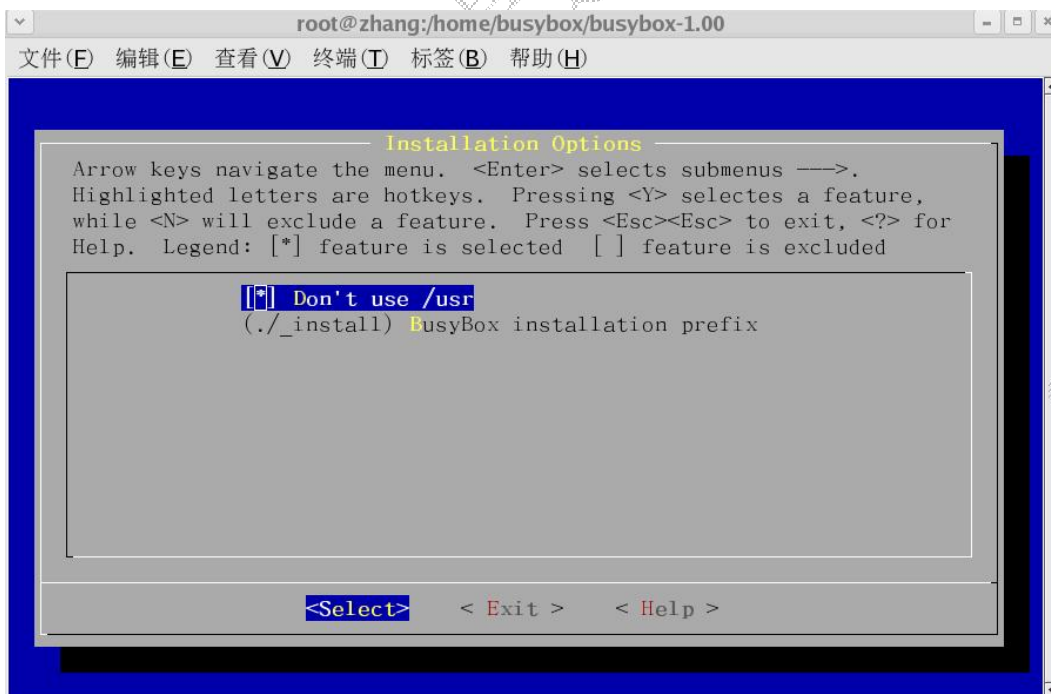 root@zhang:/home/busybox/busybox-1.00
文件(F) 编辑(E) 查看(V) 终端(T) 标签(B) 帮助(H)
Installation Options
Arrow keys navigate the menu. <Enter> selects submenus --->.
Highlighted letters are hotkeys. Pressing <Y> selectes a feature,
while <N> will exclude a feature. Press <Esc><Esc> to exit, <?> for
Help. Legend: [*] feature is selected [ ] feature is excluded
[*] Don't use /usr
(./_install) BusyBox installation prefix
<Select> < Exit > < Help >